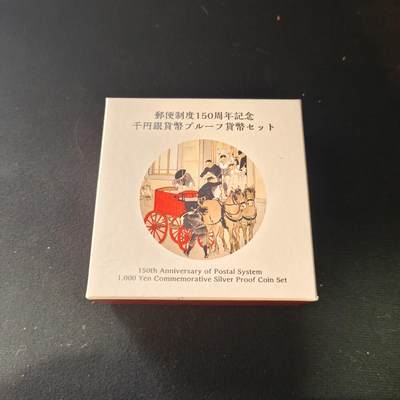 郵便制度150周年記念
千円銀貨幣プルーフ貨幣セット
150th Anniversary of Postal System
1,000 Yen Commemorative Silver Proof Coin Set